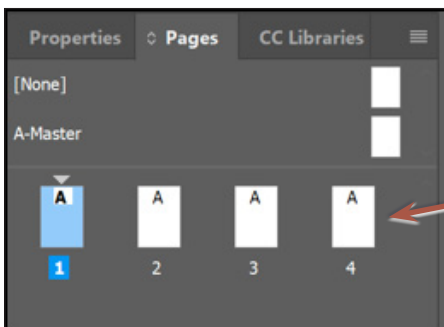 Properties Pages CC Libraries
[None]
A-Master
A A A A
1 2 3 4